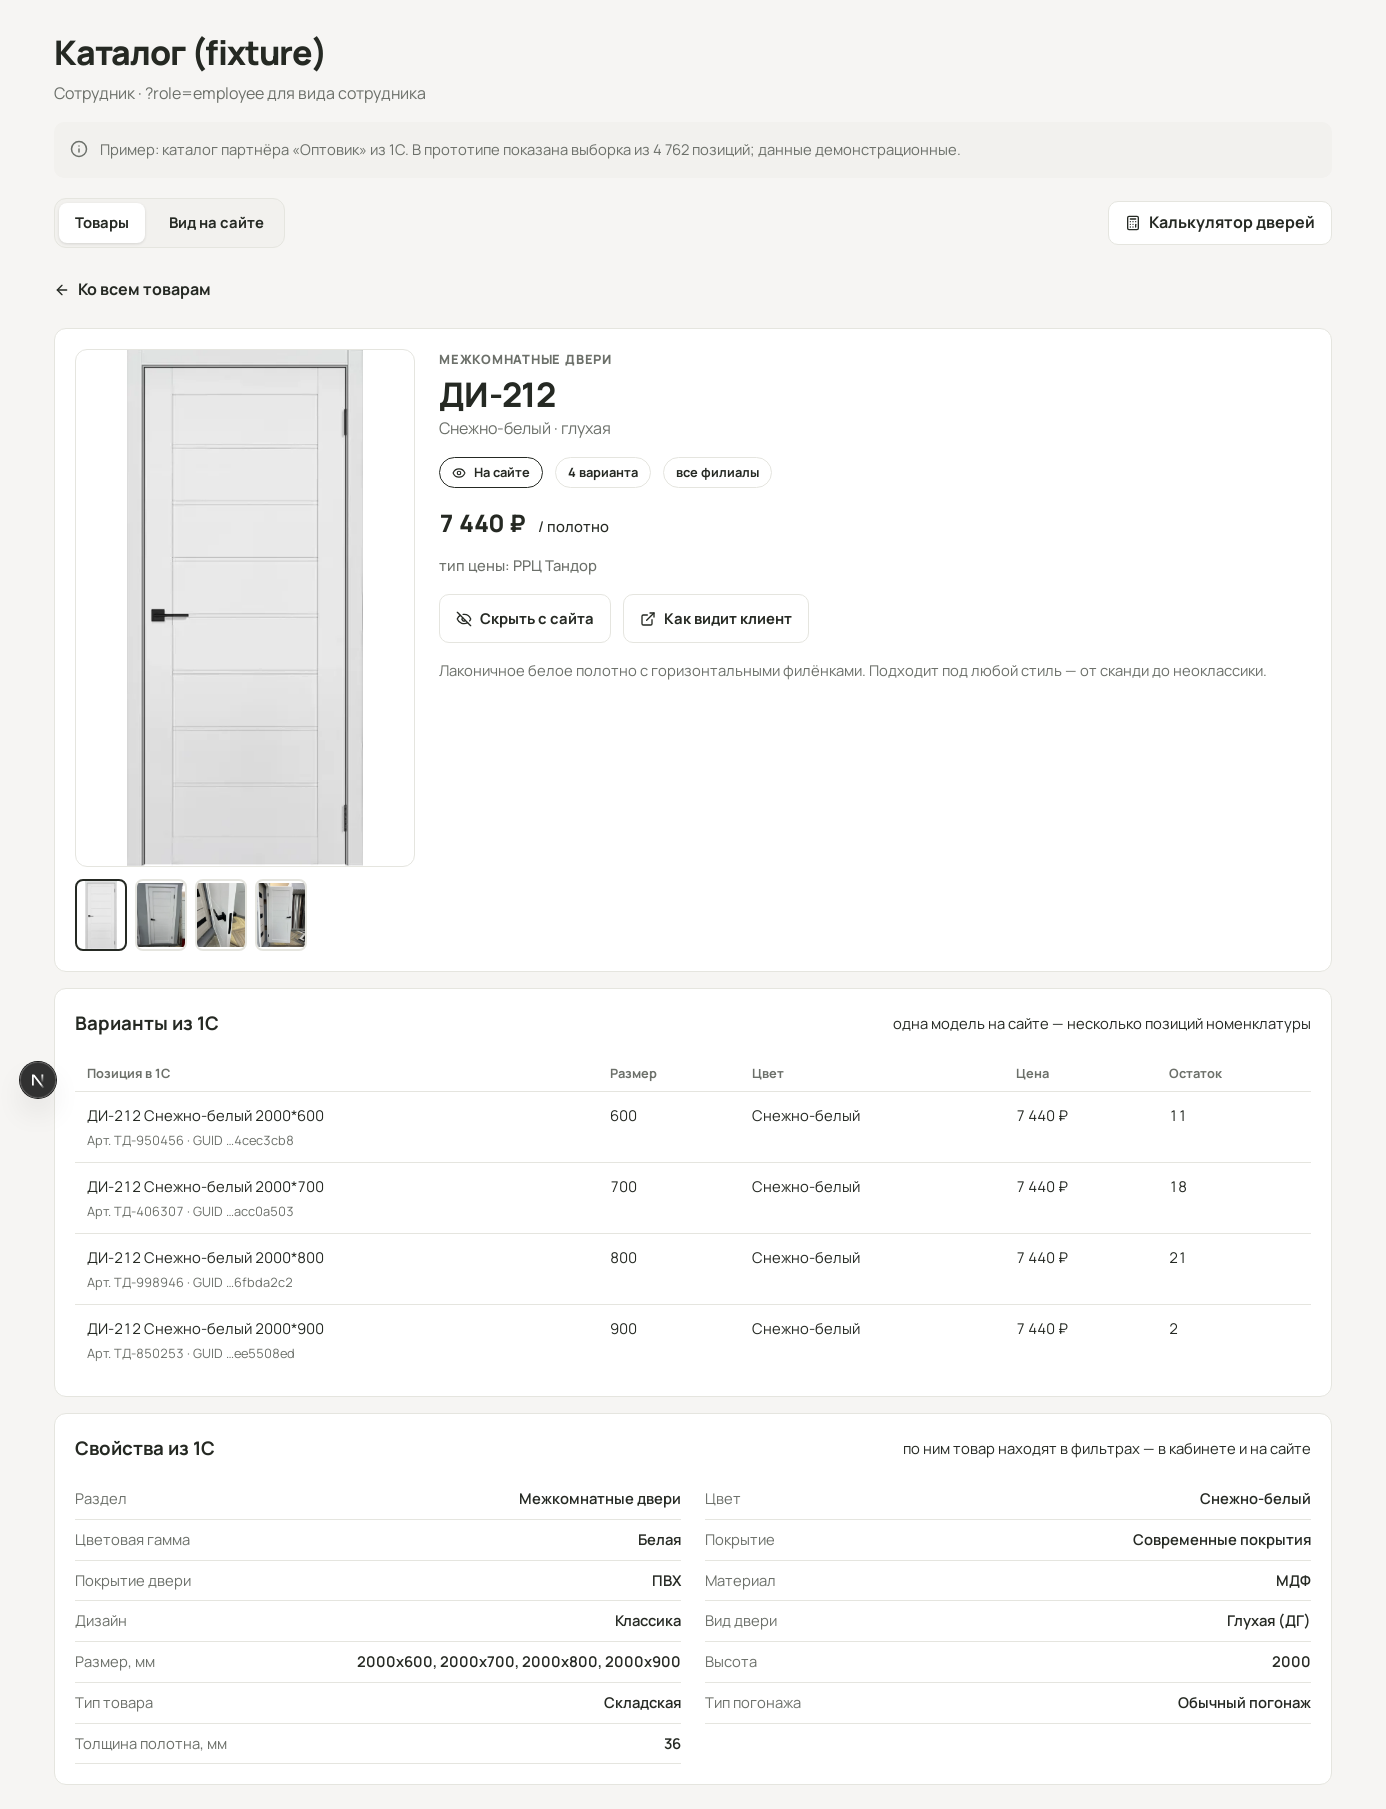 Каталог (fixture)
Сотрудник · ?role=employee для вида сотрудника
Пример: каталог партнёра «Оптовик» из 1С. В прототипе показана выборка из 4 762 позиций; данные демонстрационные.
Товары
Вид на сайте
Калькулятор дверей
Ко всем товарам
МЕЖКОМНАТНЫЕ ДВЕРИ
ДИ-212
Снежно-белый · глухая
На сайте
4 варианта
все филиалы
7 440 ₽ / полотно
тип цены: РРЦ Тандор
Скрыть с сайта
Как видит клиент
Лаконичное белое полотно с горизонтальными филёнками. Подходит под любой стиль — от сканди до неоклассики.
Варианты из 1С
одна модель на сайте — несколько позиций номенклатуры
N
Позиция в 1С Размер Цвет Цена Остаток
ДИ-212 Снежно-белый 2000*600 600 Снежно-белый 7 440 ₽ 11
Арт. ТД-950456 · GUID …4cec3cb8
ДИ-212 Снежно-белый 2000*700 700 Снежно-белый 7 440 ₽ 18
Арт. ТД-406307 · GUID …acc0a503
ДИ-212 Снежно-белый 2000*800 800 Снежно-белый 7 440 ₽ 21
Арт. ТД-998946 · GUID …6fbda2c2
ДИ-212 Снежно-белый 2000*900 900 Снежно-белый 7 440 ₽ 2
Арт. ТД-850253 · GUID …ee5508ed
Свойства из 1С
по ним товар находят в фильтрах — в кабинете и на сайте
Раздел Межкомнатные двери
Цвет Снежно-белый
Цветовая гамма Белая
Покрытие Современные покрытия
Покрытие двери ПВХ
Материал МДФ
Дизайн Классика
Вид двери Глухая (ДГ)
Размер, мм 2000x600, 2000x700, 2000x800, 2000x900
Высота 2000
Тип товара Складская
Тип погонажа Обычный погонаж
Толщина полотна, мм 36